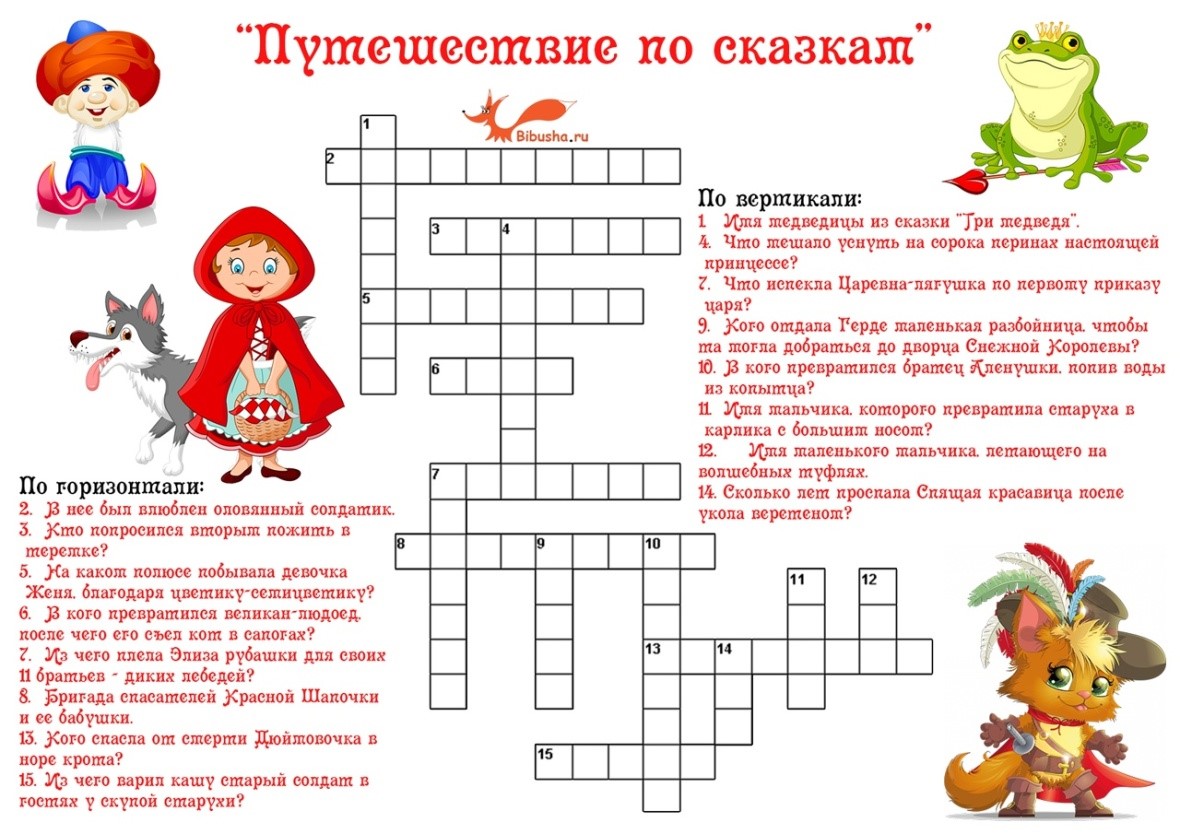 "Путешествие по сказкам"
Bibusha.ru
1
2
3
4
5
6
7
8
9
10
11
12
13
14
15
По вертикали:
1 Имя медведицы из сказки "Три медведя".
4. Что мешало уснуть на сорока перинах настоящей
принцессе?
7. Что испекла Царевна-лягушка по первому приказу
царя?
9. Кого отдала Герде маленькая разбойница, чтобы
та могла добраться до дворца Снежной Королевы?
10. В кого превратился братец Аленушки, попив воды
из копытца?
11. Имя мальчика, которого превратила старуха в
карлика с большим носом?
12. Имя маленького мальчика, летающего на
волшебных туфлях.
14. Сколько лет проспала Спящая красавица после
укола веретеном?
По горизонтали:
2. В нее был влюблен оловянный солдатик.
3. Кто попросился вторым пожить в
теремке?
5. На каком полюсе побывала девочка
Женя, благодаря цветику-семицветику?
6. В кого превратился великан-людоед,
после чего его съел кот в сапогах?
7. Из чего плела Элиза рубашки для своих
11 братьев - диких лебедей?
8. Бригада спасателей Красной Шапочки
и ее бабушки.
13. Кого спасла от смерти Дюймовочка в
норе крота?
15. Из чего варил кашу старый солдат в
гостях у скупой старухи?